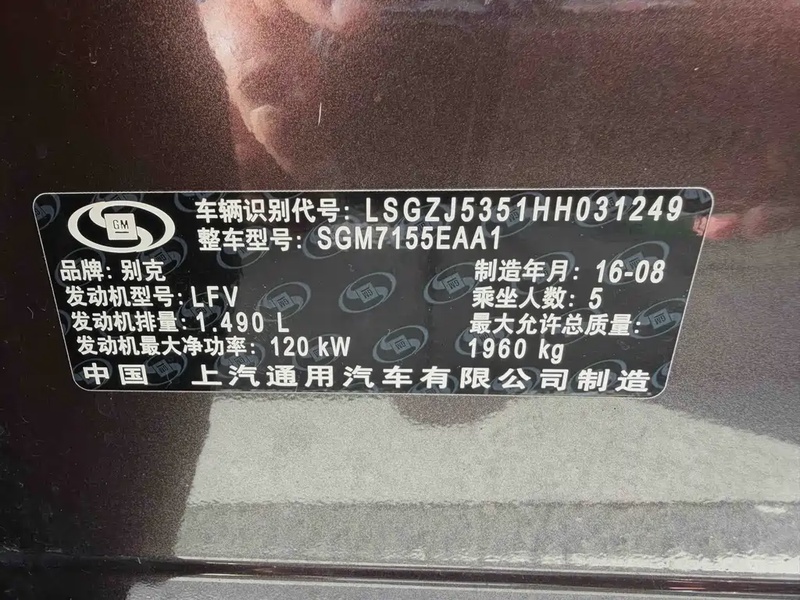 GM
车辆识别代号: LSGZJ5351HH031249
整车型号: SGM7155EAA1
品牌: 别克 制造年月: 16-08
发动机型号: LFV 乘坐人数: 5
发动机排量: 1.490 L 最大允许总质量:
发动机最大净功率: 120 kW 1960 kg
中国 上汽通用汽车有限公司制造